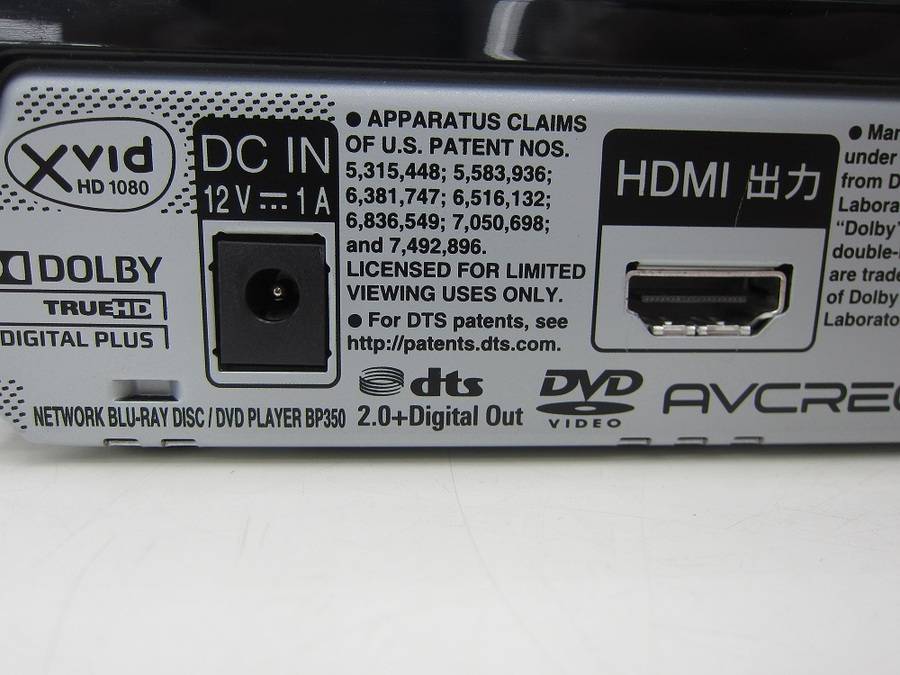 Xvid
HD 1080
DOLBY
TRUEHD
DIGITAL PLUS
DC IN
12V ⎓ 1A
● APPARATUS CLAIMS
OF U.S. PATENT NOS.
5,315,448; 5,583,936;
6,381,747; 6,516,132;
6,836,549; 7,050,698;
and 7,492,896.
LICENSED FOR LIMITED
VIEWING USES ONLY.
● For DTS patents, see
http://patents.dts.com.
HDMI 出力
● Man
under
from D
Labora
"Dolby"
double-
are trade
of Dolby
Laborato
NETWORK BLU-RAY DISC / DVD PLAYER BP350
dts
2.0+Digital Out
DVD
VIDEO
AVCREC